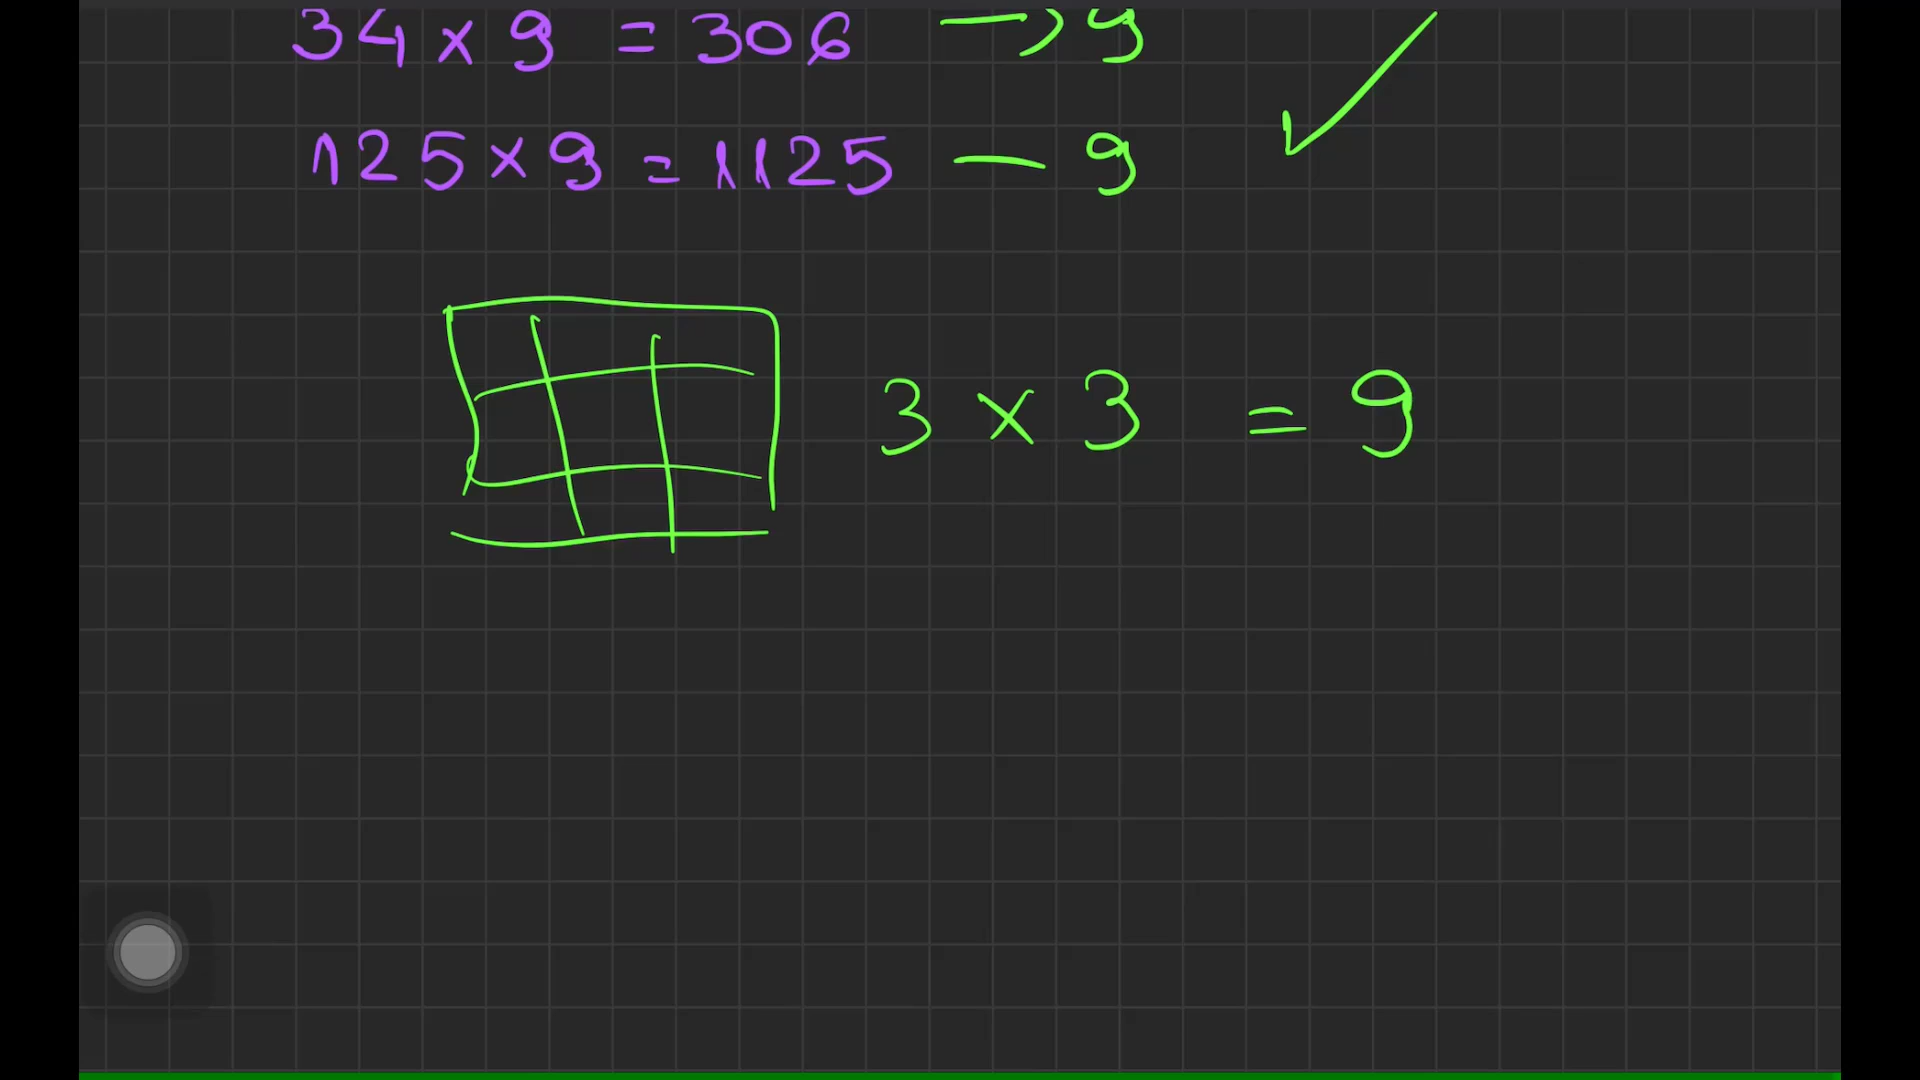 34 x 9 = 306 → 9
125 x 9 = 1125 — 9
3 x 3 = 9